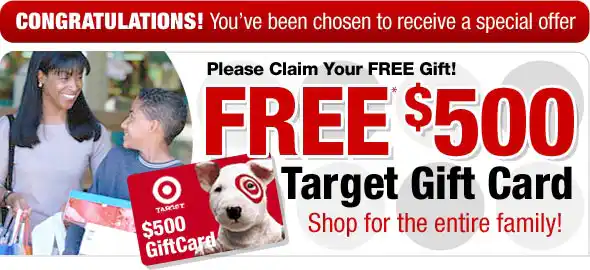 CONGRATULATIONS! You've been chosen to receive a special offer
Please Claim Your FREE Gift!
FREE* $500
Target Gift Card
Shop for the entire family!
TARGET
$500
GiftCard
TARGET